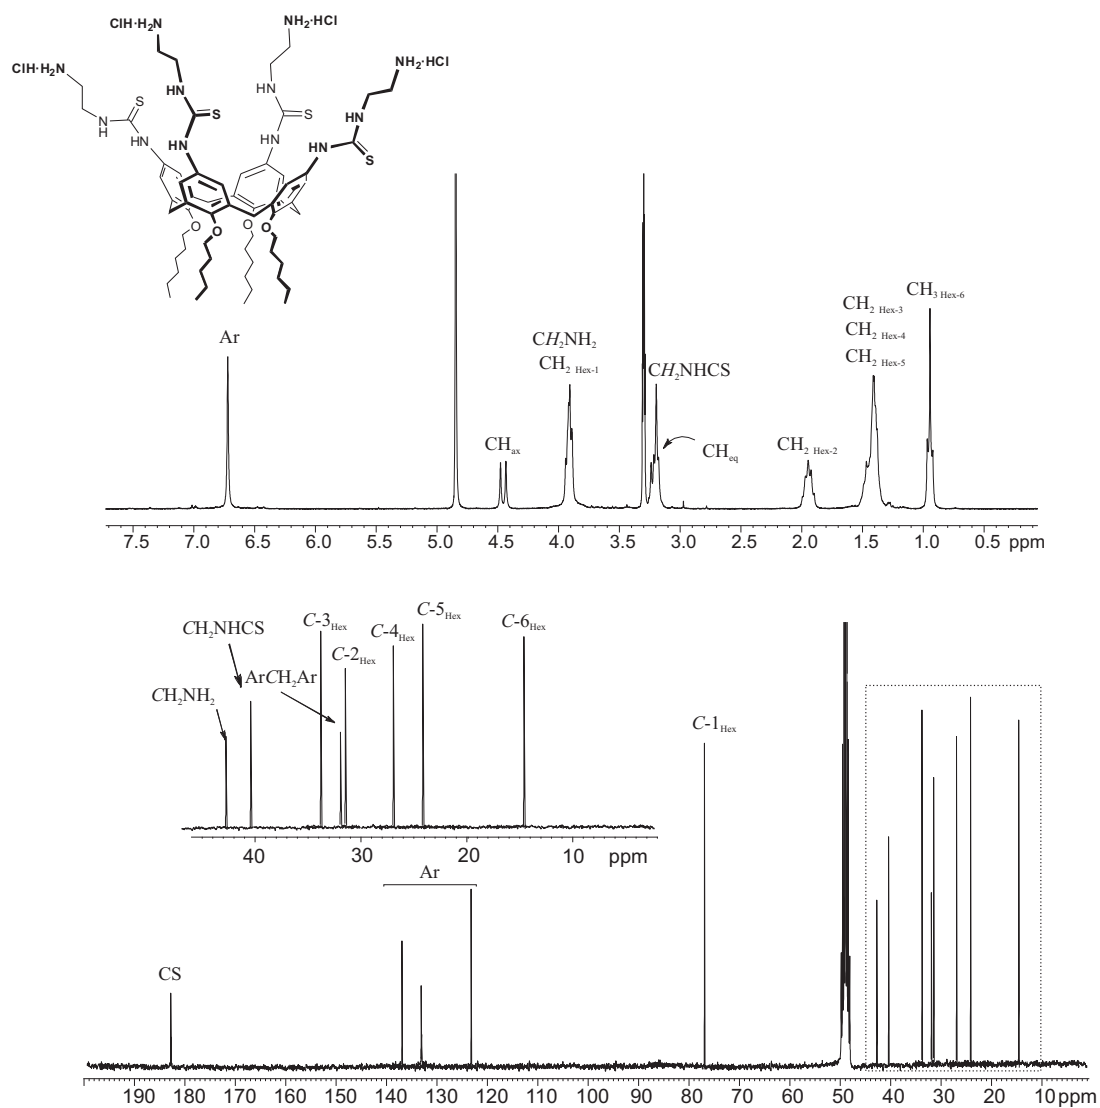 ClH·H₂N
NH₂·HCl
ClH·H₂N
NH₂·HCl
HN
HN
S
S
S
N
H
HN
HN
HN
HN
HN
S
O
O
O
O
Ar
CHₐₓ
CH₂NH₂
CH₂ Hex-1
CH₂NHCS
CHeq
CH₂ Hex-2
CH₂ Hex-3
CH₂ Hex-4
CH₂ Hex-5
CH₃ Hex-6
7.5 7.0 6.5 6.0 5.5 5.0 4.5 4.0 3.5 3.0 2.5 2.0 1.5 1.0 0.5 ppm
CH₂NH₂
CH₂NHCS
ArCH₂Ar
C-3Hex
C-2Hex
C-4Hex
C-5Hex
C-6Hex
40 30 20 10 ppm
CS
Ar
C-1Hex
190 180 170 160 150 140 130 120 110 100 90 80 70 60 50 40 30 20 10 ppm